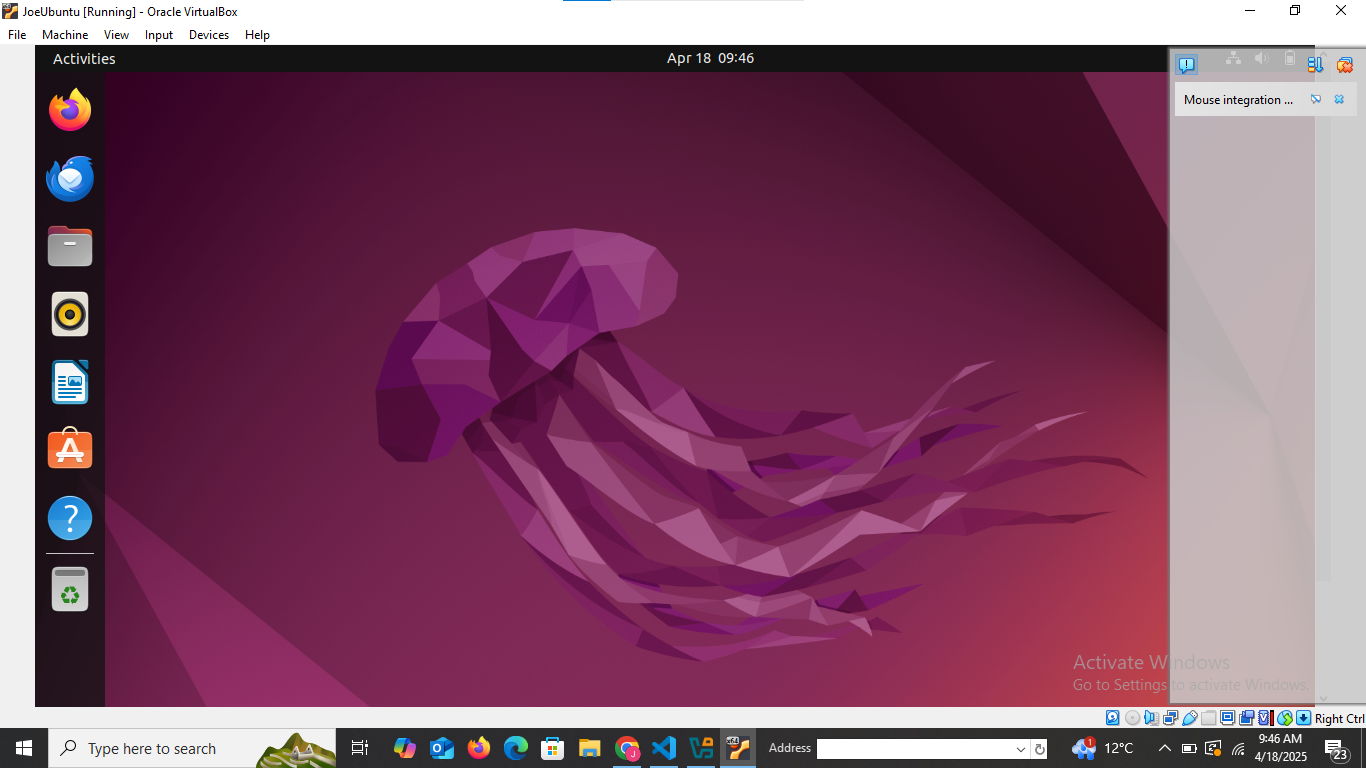 JoeUbuntu [Running] - Oracle VirtualBox
File Machine View Input Devices Help
Activities
Apr 18 09:46
Mouse integration ...
?
Activate Windows
Go to Settings to activate Windows.
Right Ctrl
Type here to search
Address
1
12°C
9:46 AM
4/18/2025
23